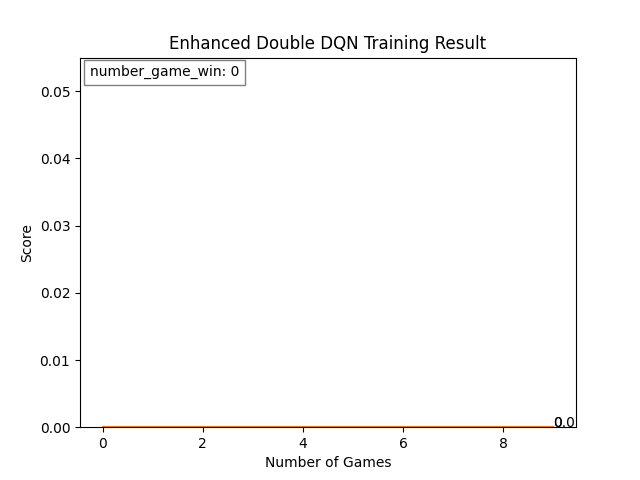 Enhanced Double DQN Training Result
number_game_win: 0
0.05
0.04
0.03
0.02
0.01
0.00
Score
0
0.0
0 2 4 6 8
Number of Games